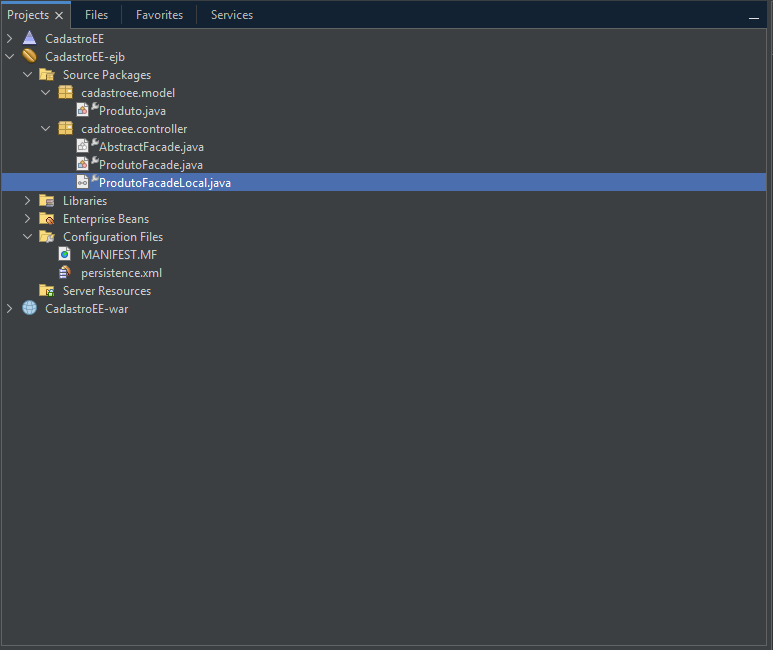 Projects Files Favorites Services
CadastroEE
CadastroEE-ejb
Source Packages
cadastroee.model
Produto.java
cadatroee.controller
AbstractFacade.java
ProdutoFacade.java
ProdutoFacadeLocal.java
Libraries
Enterprise Beans
Configuration Files
MANIFEST.MF
persistence.xml
Server Resources
CadastroEE-war